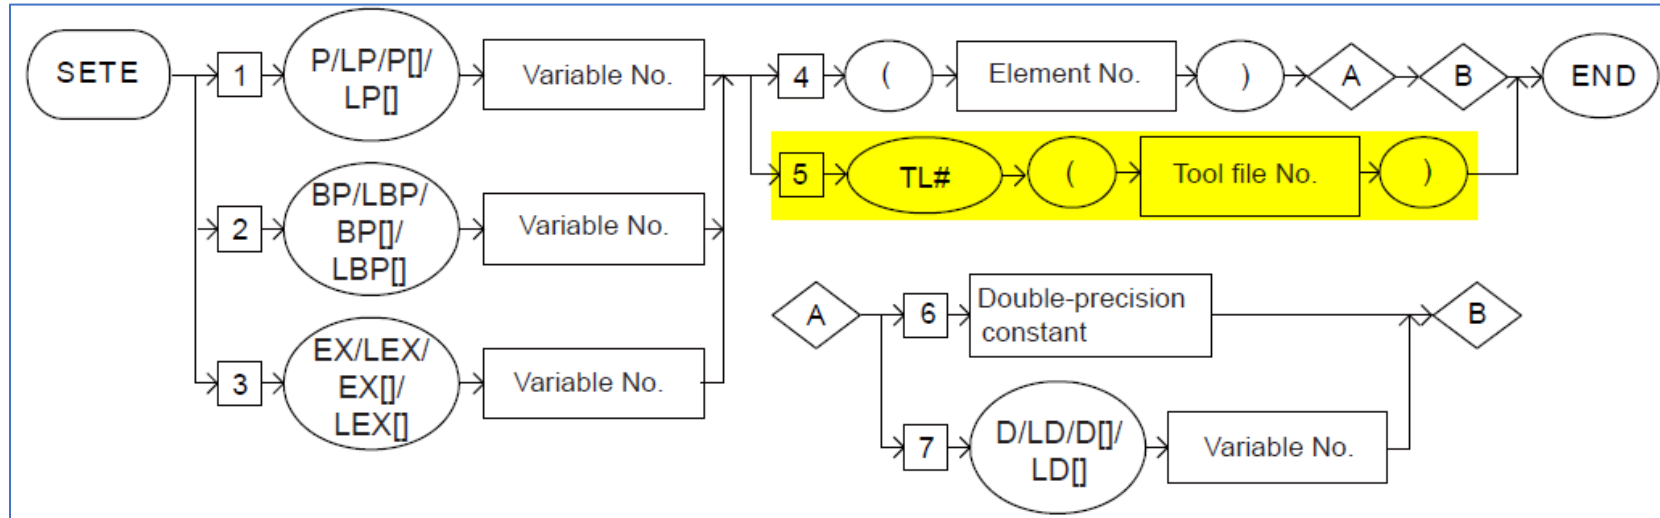 SETE
1
P/LP/P[]/
LP[]
Variable No.
4
(
Element No.
)
A
B
END
5
TL#
(
Tool file No.
)
2
BP/LBP/
BP[]/
LBP[]
Variable No.
3
EX/LEX/
EX[]/
LEX[]
Variable No.
A
6
Double-precision
constant
B
7
D/LD/D[]/
LD[]
Variable No.